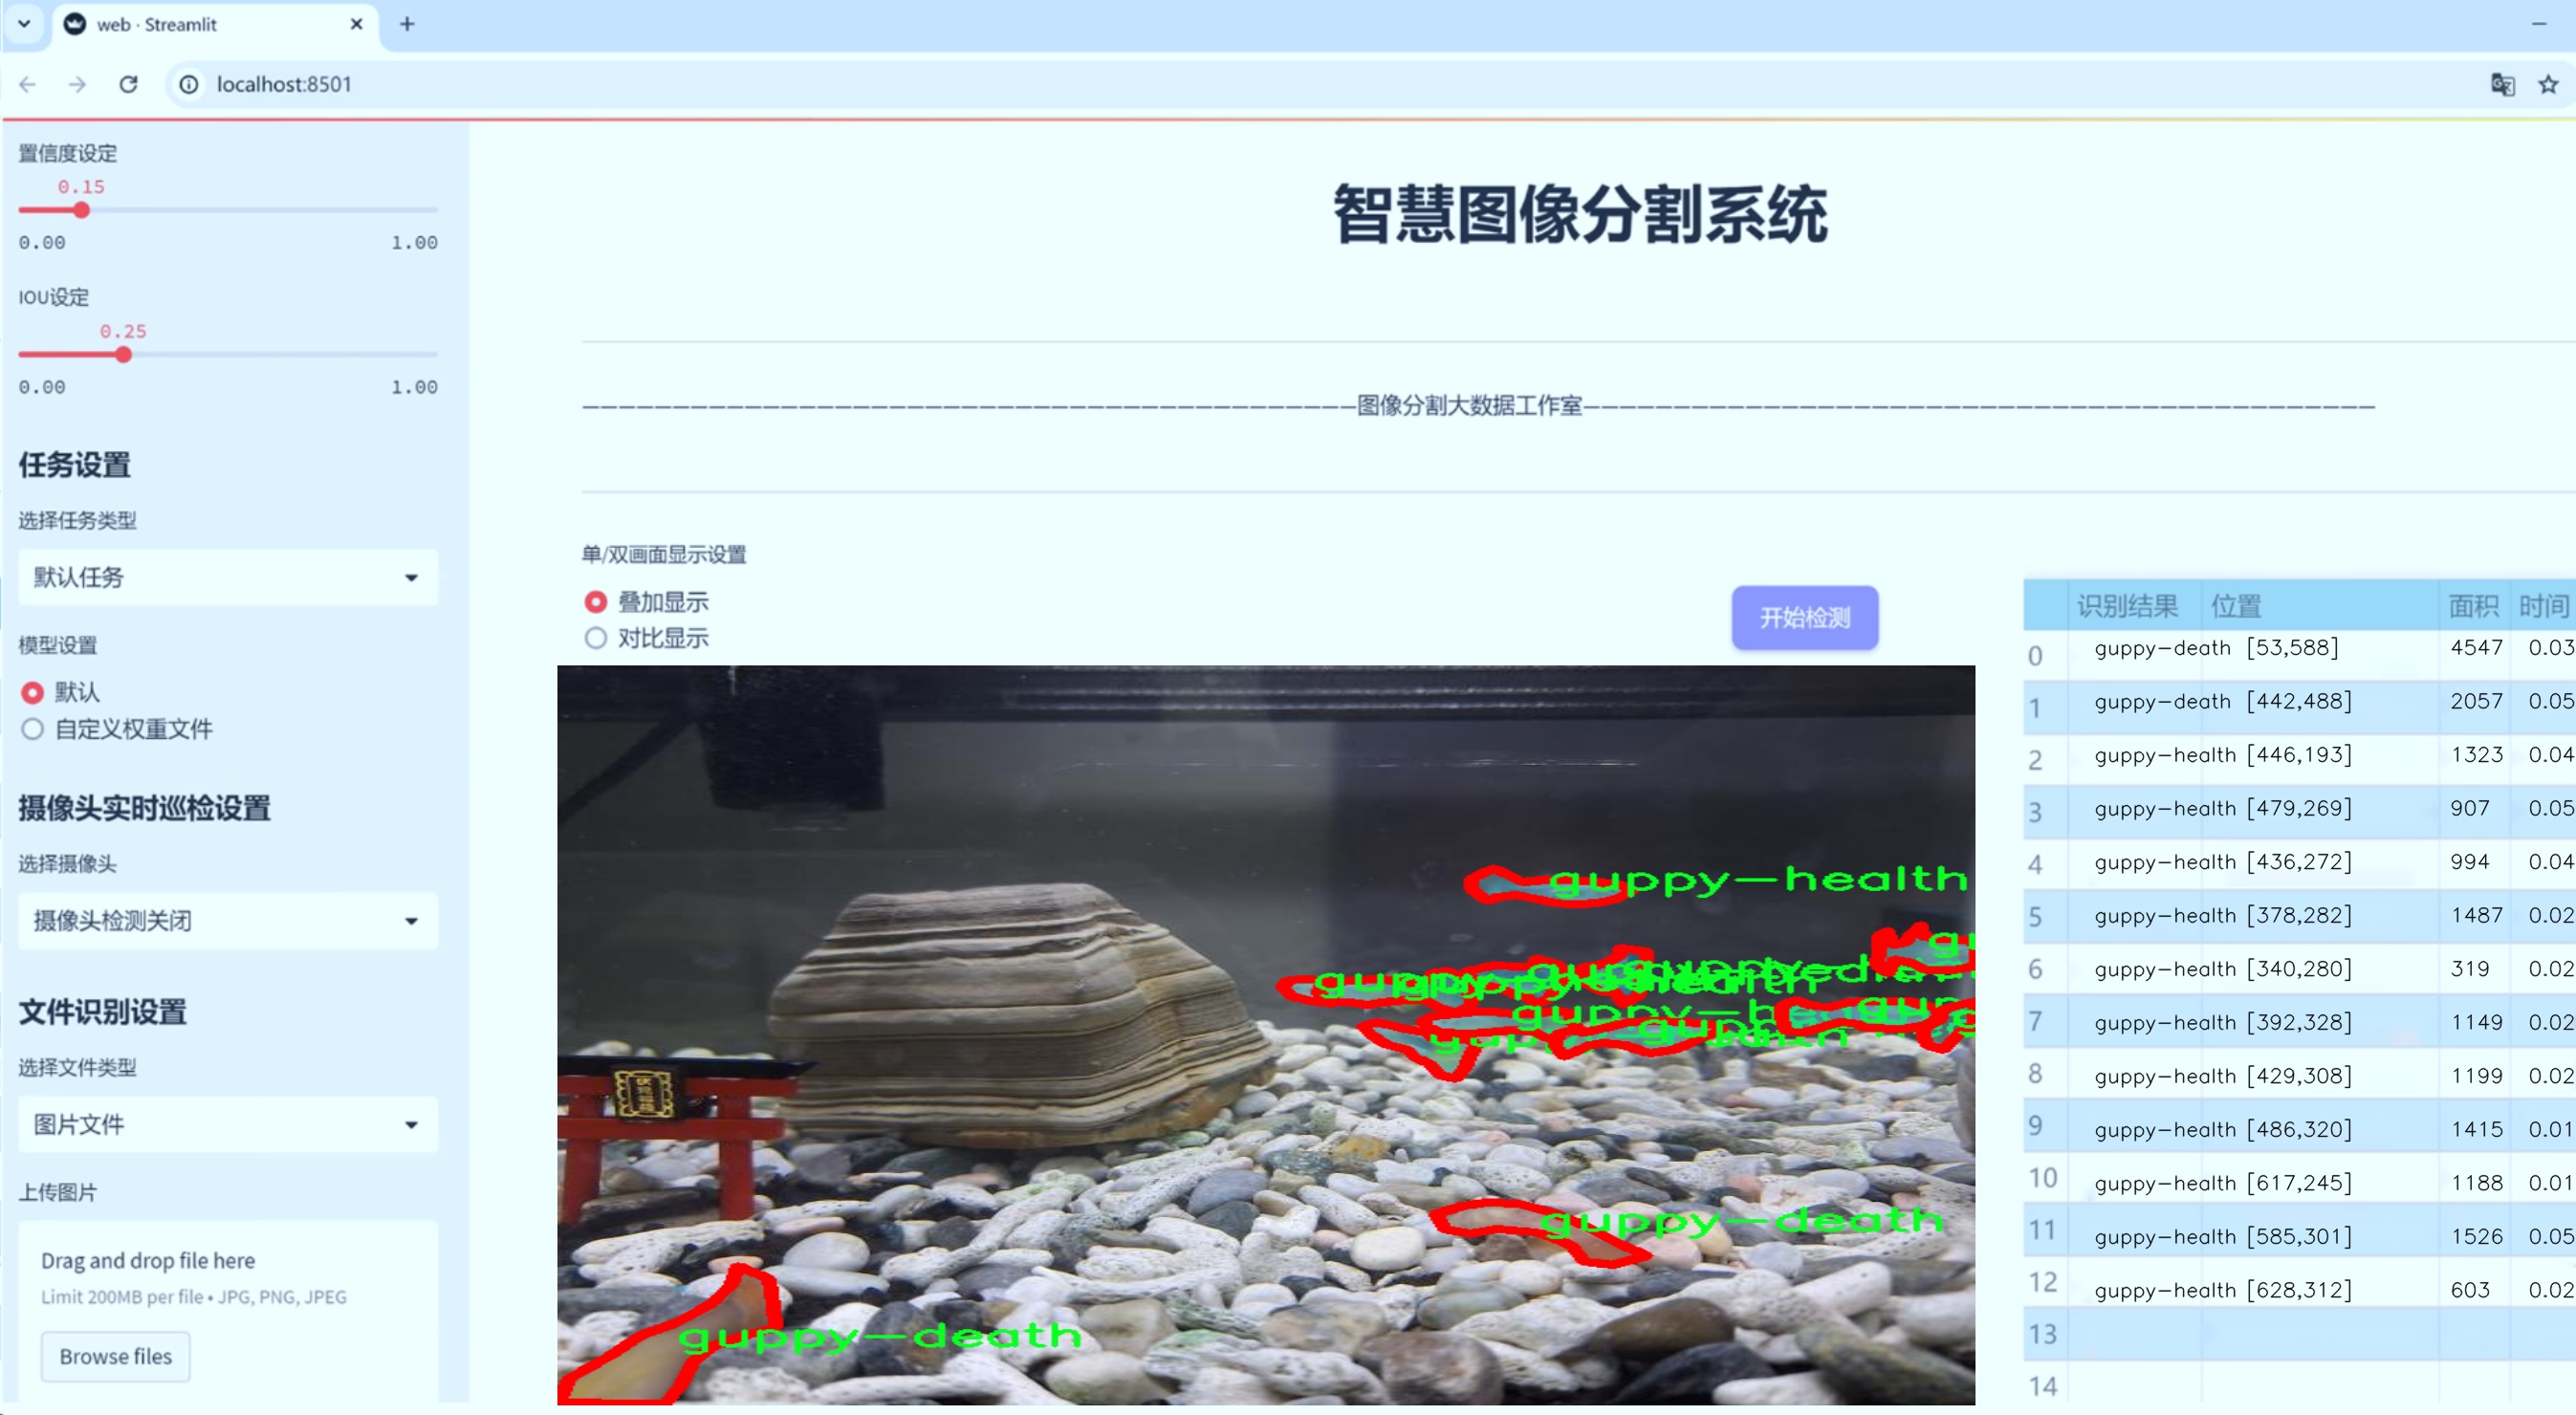 web · Streamlit
localhost:8501
置信度设定
0.15
0.00 1.00
IOU设定
0.25
0.00 1.00
任务设置
选择任务类型
默认任务
模型设置
默认
自定义权重文件
摄像头实时巡检设置
选择摄像头
摄像头检测关闭
文件识别设置
选择文件类型
图片文件
上传图片
Drag and drop file here
Limit 200MB per file • JPG, PNG, JPEG
Browse files
智慧图像分割系统
图像分割大数据工作室
单/双画面显示设置
叠加显示
对比显示
开始检测
guppy-health
guppy-death
guppy-death
识别结果 位置 面积 时间
0 guppy-death [53,588] 4547 0.03
1 guppy-death [442,488] 2057 0.05
2 guppy-health [446,193] 1323 0.04
3 guppy-health [479,269] 907 0.05
4 guppy-health [436,272] 994 0.04
5 guppy-health [378,282] 1487 0.02
6 guppy-health [340,280] 319 0.02
7 guppy-health [392,328] 1149 0.02
8 guppy-health [429,308] 1199 0.02
9 guppy-health [486,320] 1415 0.01
10 guppy-health [617,245] 1188 0.01
11 guppy-health [585,301] 1526 0.05
12 guppy-health [628,312] 603 0.02
13
14